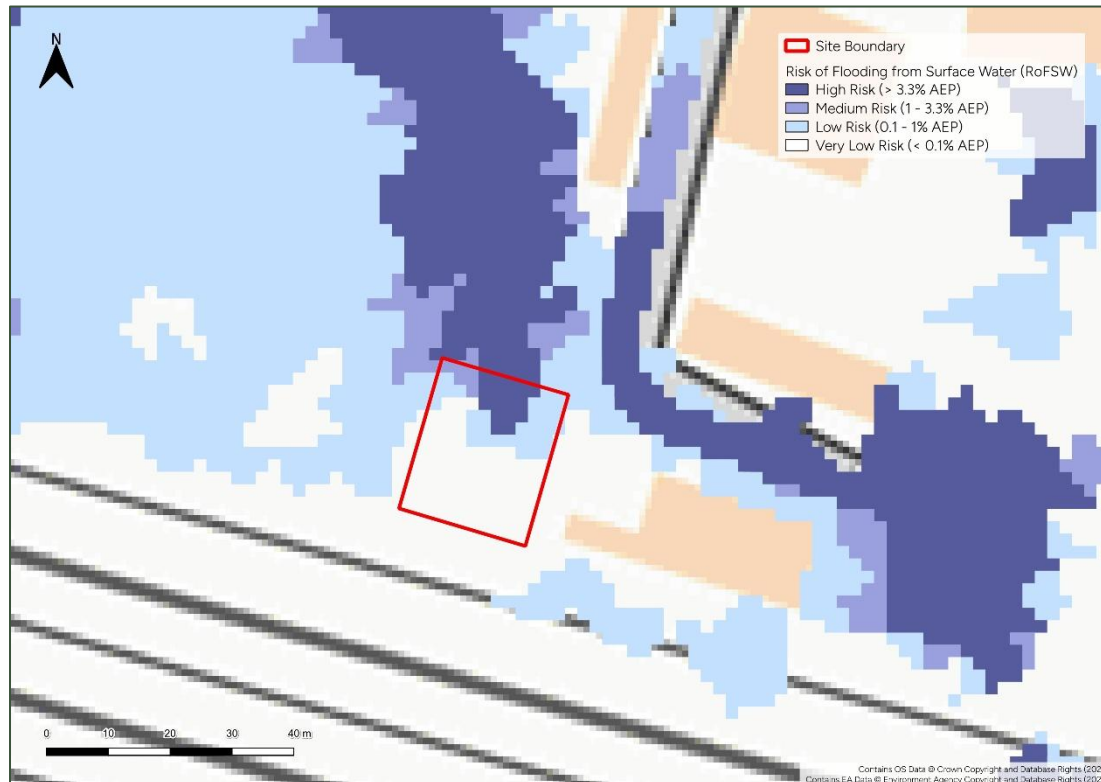 N
Site Boundary
Risk of Flooding from Surface Water (RoFSW)
High Risk (> 3.3% AEP)
Medium Risk (1 - 3.3% AEP)
Low Risk (0.1 - 1% AEP)
Very Low Risk (< 0.1% AEP)
0 10 20 30 40 m
Contains OS Data © Crown Copyright and Database Rights (202
Contains EA Data © Environment Agency Copyright and Database Rights (202